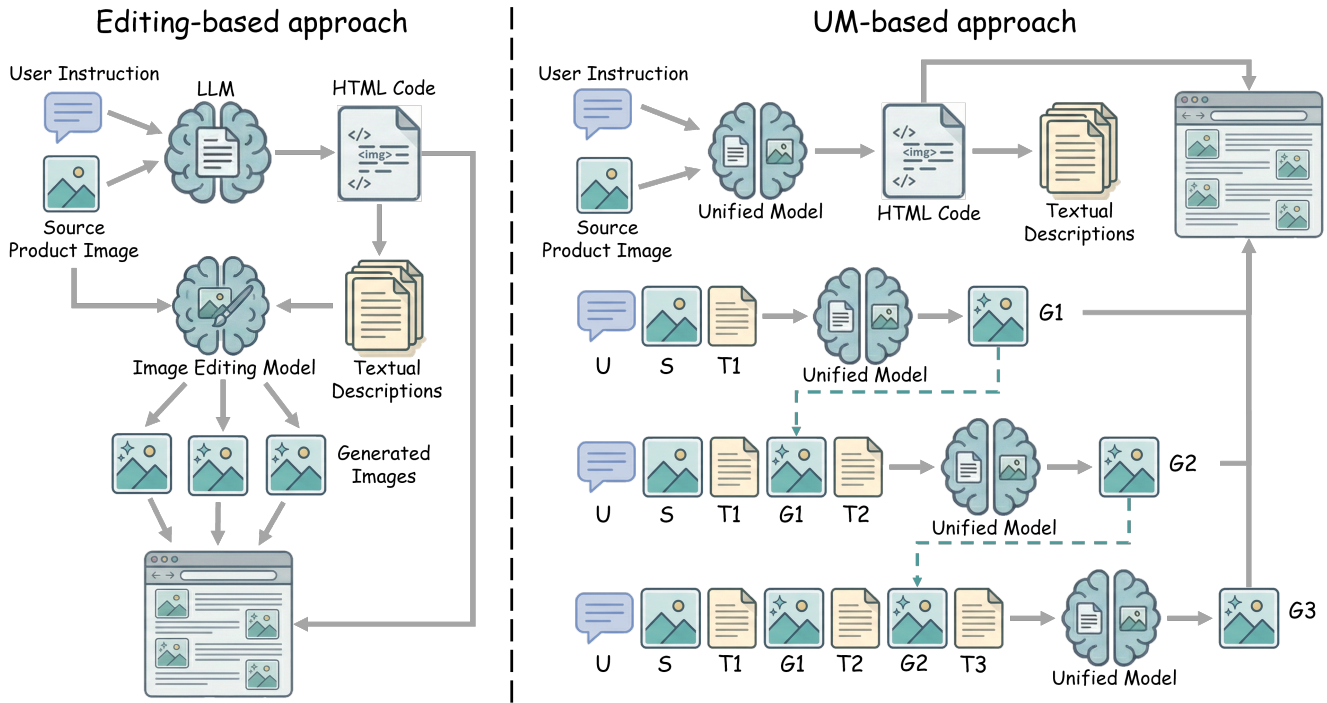 Editing-based approach
User Instruction
LLM
HTML Code
</>
<img>
</>
Source
Product Image
Image Editing Model
Textual
Descriptions
Generated
Images
UM-based approach
User Instruction
Source
Product Image
Unified Model
</>
<img>
</>
HTML Code
Textual
Descriptions
U S T1
Unified Model
G1
U S T1 G1 T2
Unified Model
G2
U S T1 G1 T2 G2 T3
Unified Model
G3